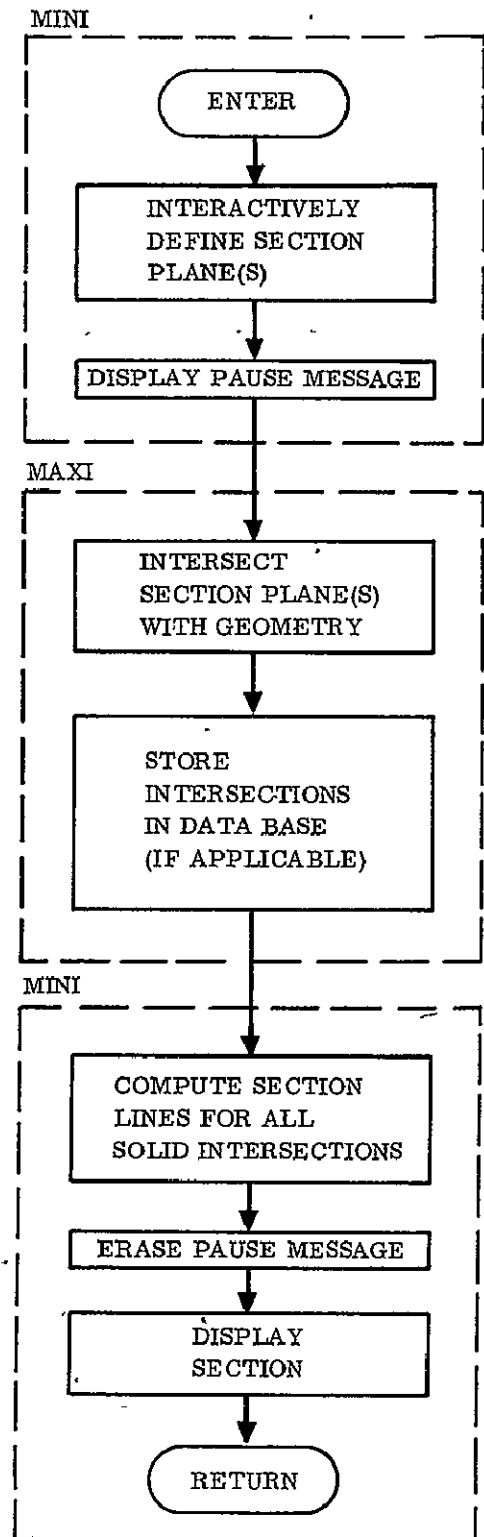 MINI
ENTER
INTERACTIVELY
DEFINE SECTION
PLANE(S)
DISPLAY PAUSE MESSAGE
MAXI
INTERSECT
SECTION PLANE(S)
WITH GEOMETRY
STORE
INTERSECTIONS
IN DATA BASE
(IF APPLICABLE)
MINI
COMPUTE SECTION
LINES FOR ALL
SOLID INTERSECTIONS
ERASE PAUSE MESSAGE
DISPLAY
SECTION
RETURN